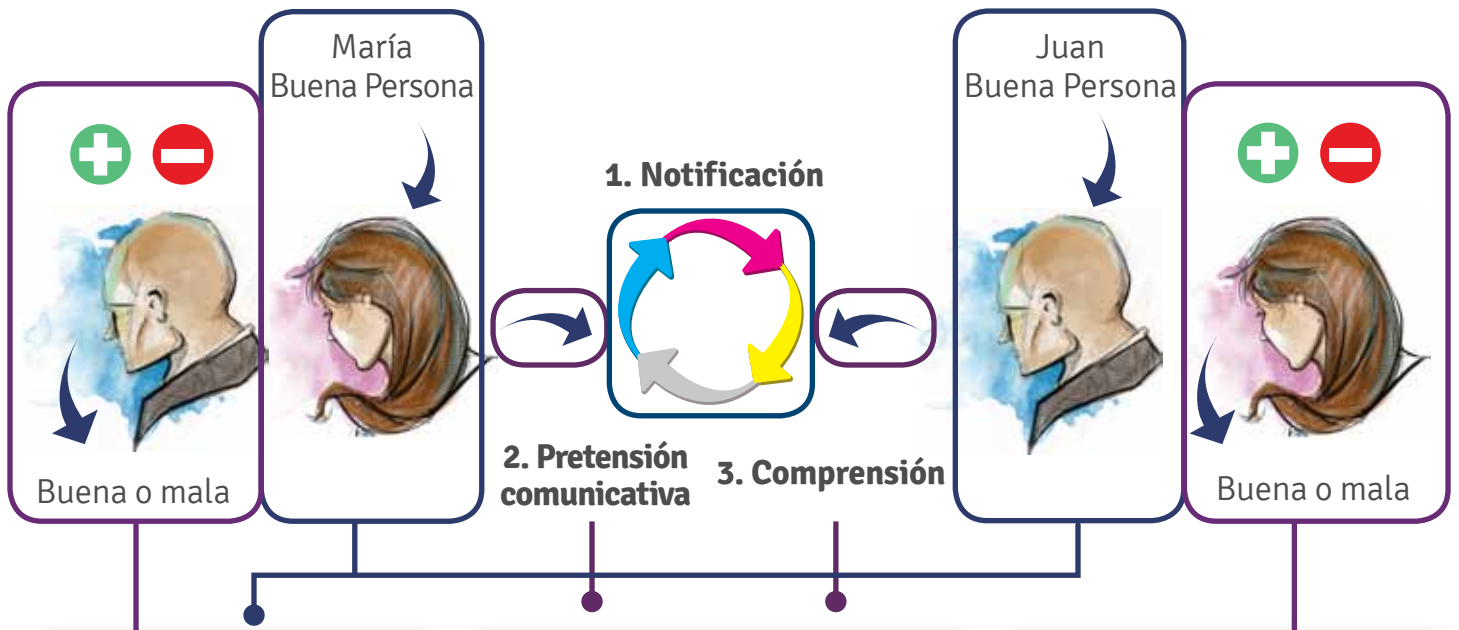 María
Buena Persona
Juan
Buena Persona
1. Notificación
2. Pretensión
comunicativa
3. Comprensión
Buena o mala
Buena o mala